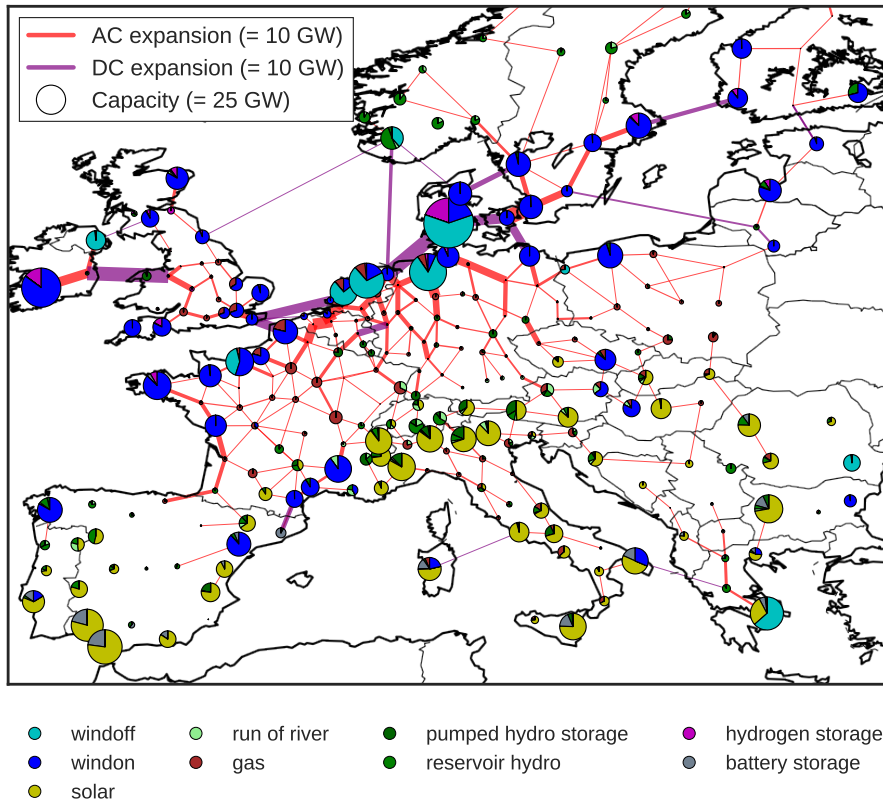 AC expansion (= 10 GW)
DC expansion (= 10 GW)
Capacity (= 25 GW)
windoff run of river pumped hydro storage hydrogen storage
windon gas reservoir hydro battery storage
solar